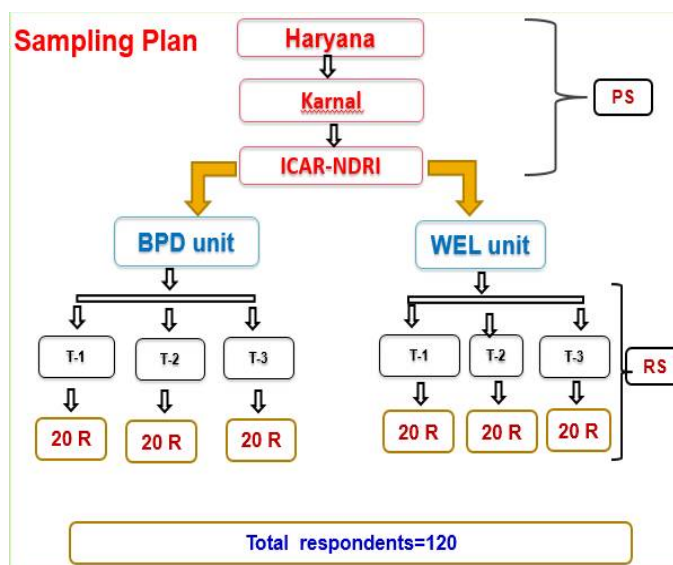 Sampling Plan
Haryana
Karnal
PS
ICAR-NDRI
BPD unit
WEL unit
T-1
T-2
T-3
T-1
T-2
T-3
RS
20 R
20 R
20 R
20 R
20 R
20 R
Total respondents=120